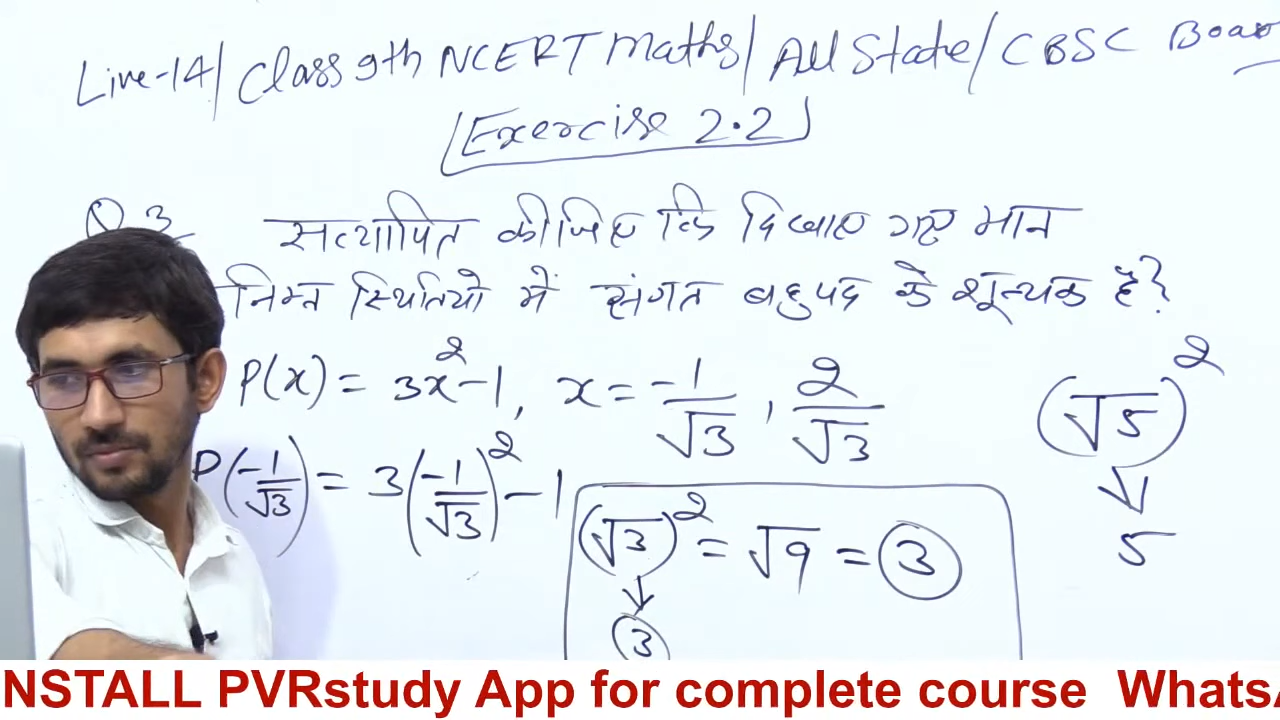 Live-14/ Class 9th NCERT Maths/ All State/ CBSC Boar
Exercise 2.2
Q 3 सत्यापित कीजिए कि दिखाए गए मान
निम्न स्थितियो में संगत बहुपद के शून्यक है?
P(x) = 3x² - 1, x = -1/√3, 2/√3
P(-1/√3) = 3(-1/√3)² - 1
(√3)² = √9 = 3
3
(√5)²
5
NSTALL PVRstudy App for complete course WhatsA